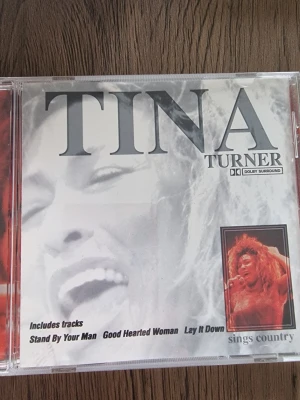 TINA
TURNER
DOLBY SURROUND
Includes tracks
Stand By Your Man Good Hearted Woman Lay It Down
sings country